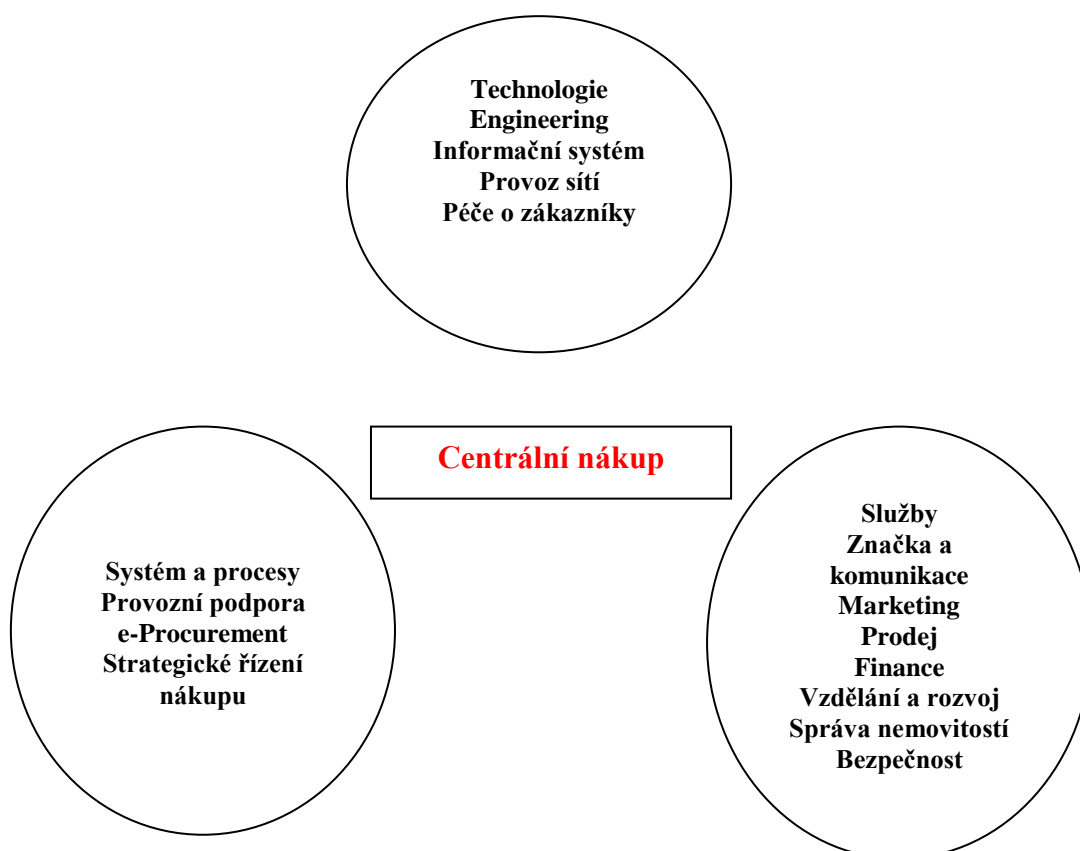 Technologie
Engineering
Informační systém
Provoz sítí
Péče o zákazníky
Centrální nákup
Systém a procesy
Provozní podpora
e-Procurement
Strategické řízení
nákupu
Služby
Značka a
komunikace
Marketing
Prodej
Finance
Vzdělání a rozvoj
Správa nemovitostí
Bezpečnost